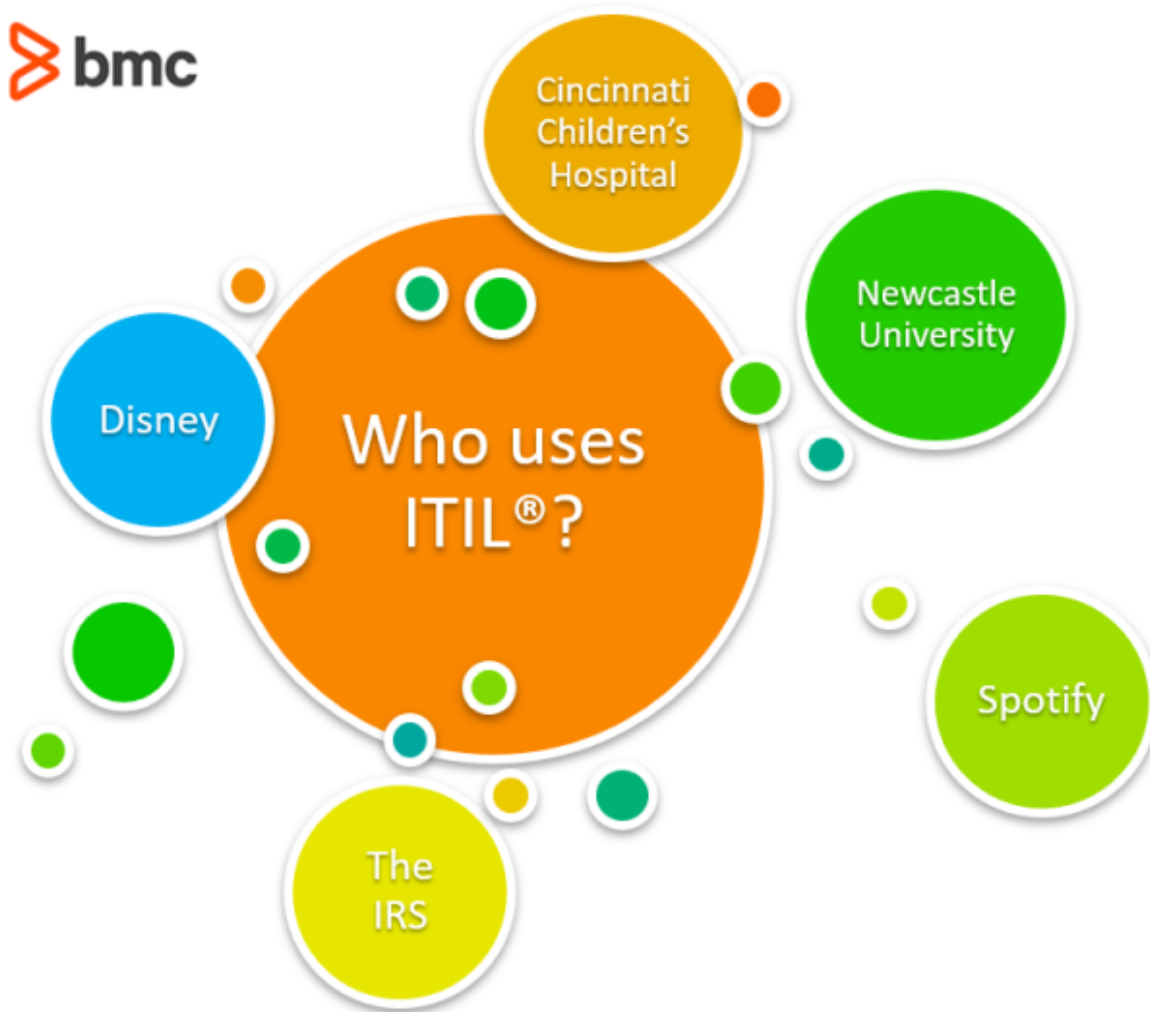 bmc
Cincinnati
Children’s
Hospital
Newcastle
University
Disney
Who uses
ITIL®?
Spotify
The
IRS